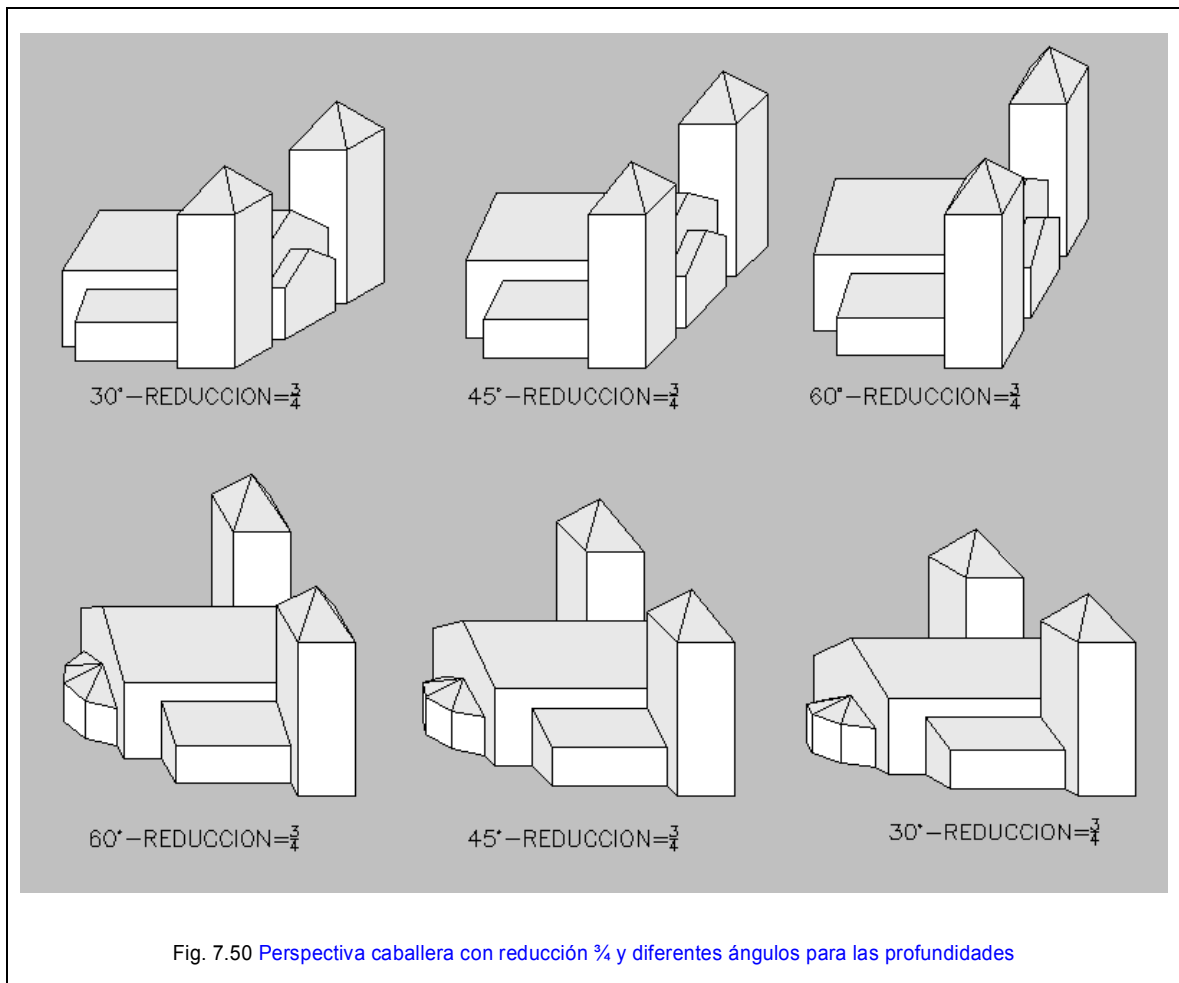 30°-REDUCCION=3/4
45°-REDUCCION=3/4
60°-REDUCCION=3/4
60°-REDUCCION=3/4
45°-REDUCCION=3/4
30°-REDUCCION=3/4
Fig. 7.50 Perspectiva caballera con reducción ¾ y diferentes ángulos para las profundidades